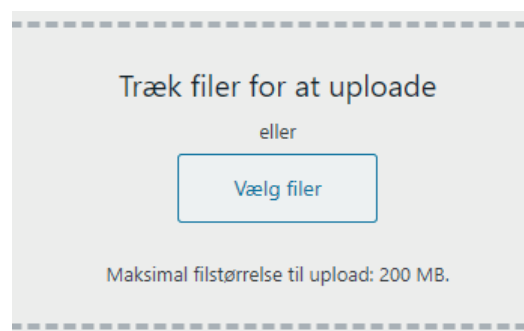 Træk filer for at uploade
eller
Vælg filer
Maksimal filstørrelse til upload: 200 MB.